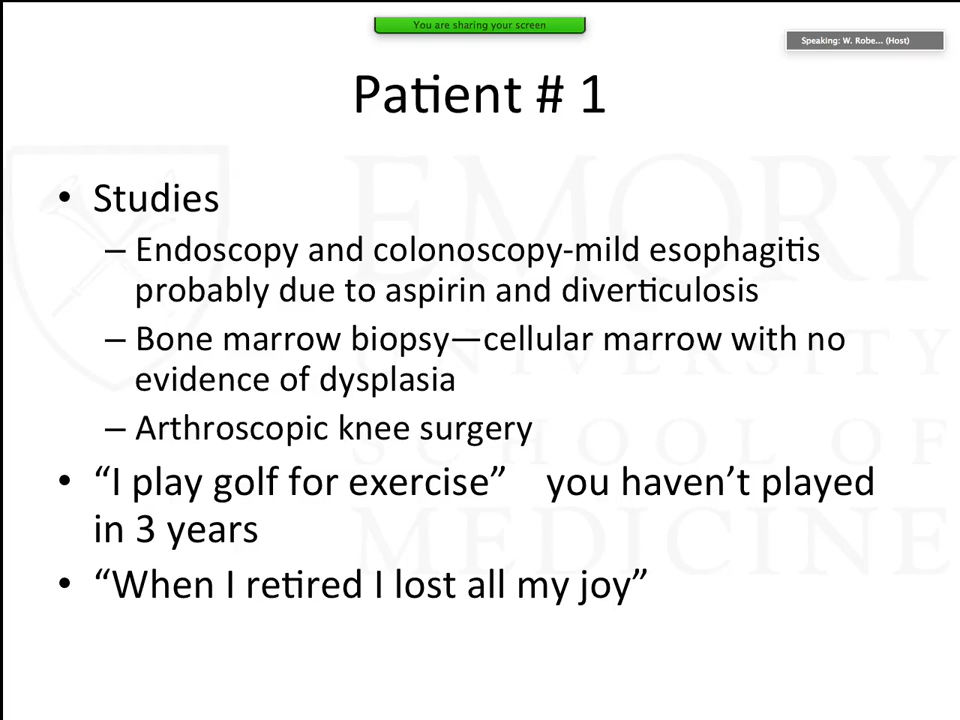 You are sharing your screen
Speaking: W. Robe... (Host)
Patient # 1
• Studies
– Endoscopy and colonoscopy-mild esophagitis
probably due to aspirin and diverticulosis
– Bone marrow biopsy—cellular marrow with no
evidence of dysplasia
– Arthroscopic knee surgery
• “I play golf for exercise”    you haven’t played
in 3 years
• “When I retired I lost all my joy”
EMORY
UNIVERSITY
SCHOOL OF
MEDICINE